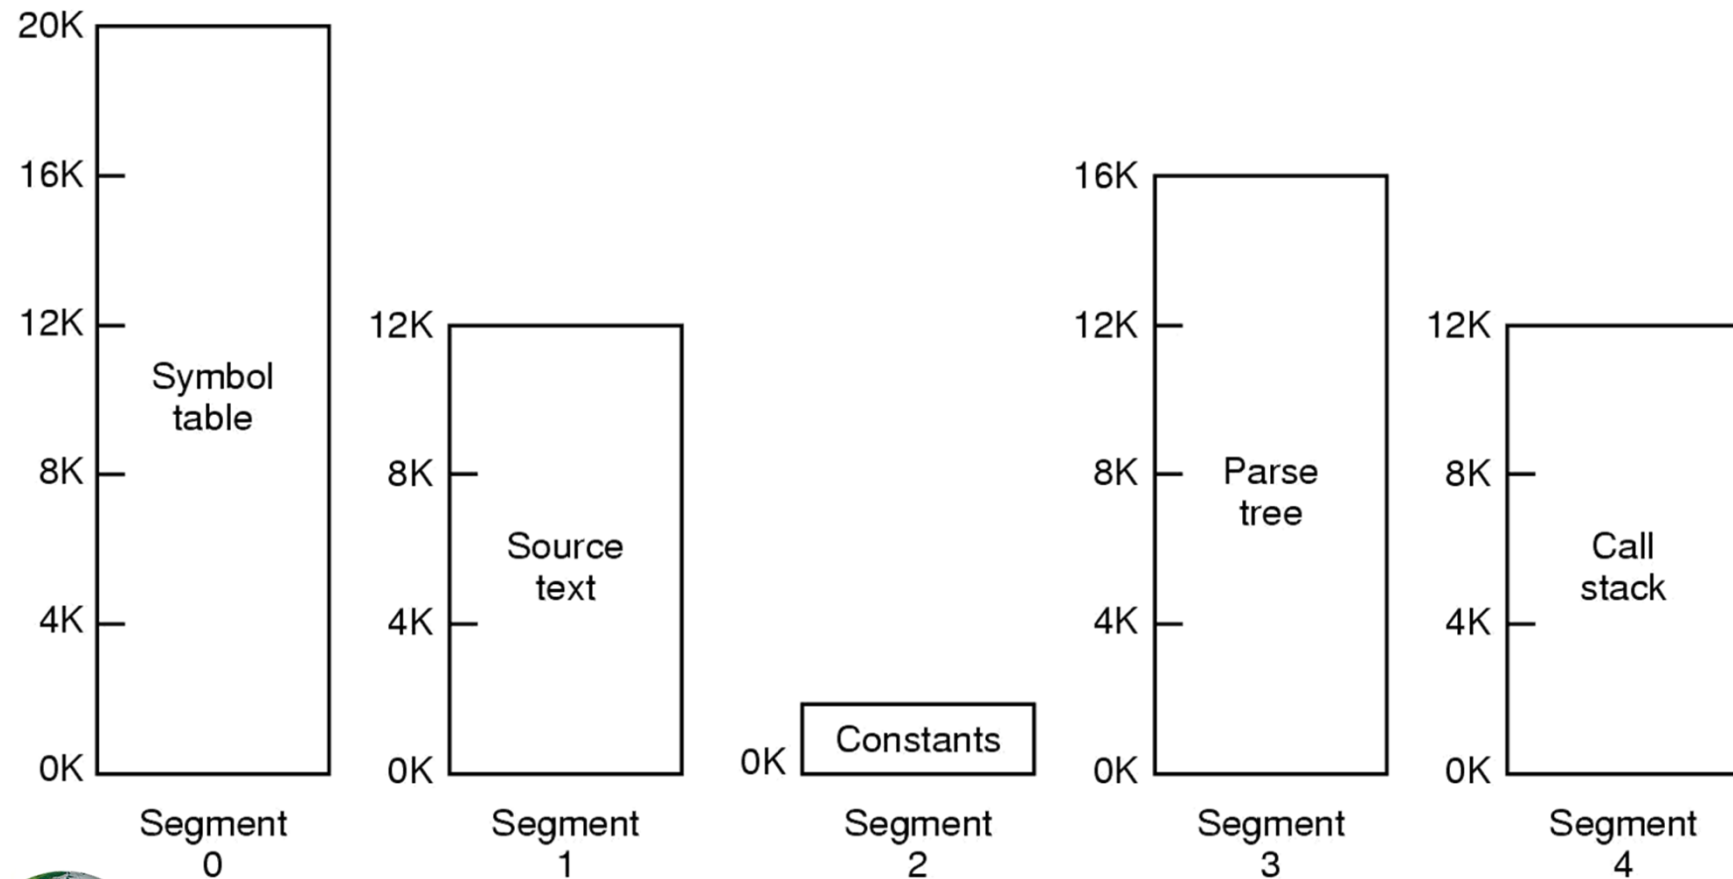 20K
16K
12K
8K
4K
0K
Symbol
table
Segment
0
12K
8K
4K
0K
Source
text
Segment
1
0K
Constants
Segment
2
16K
12K
8K
4K
0K
Parse
tree
Segment
3
12K
8K
4K
0K
Call
stack
Segment
4